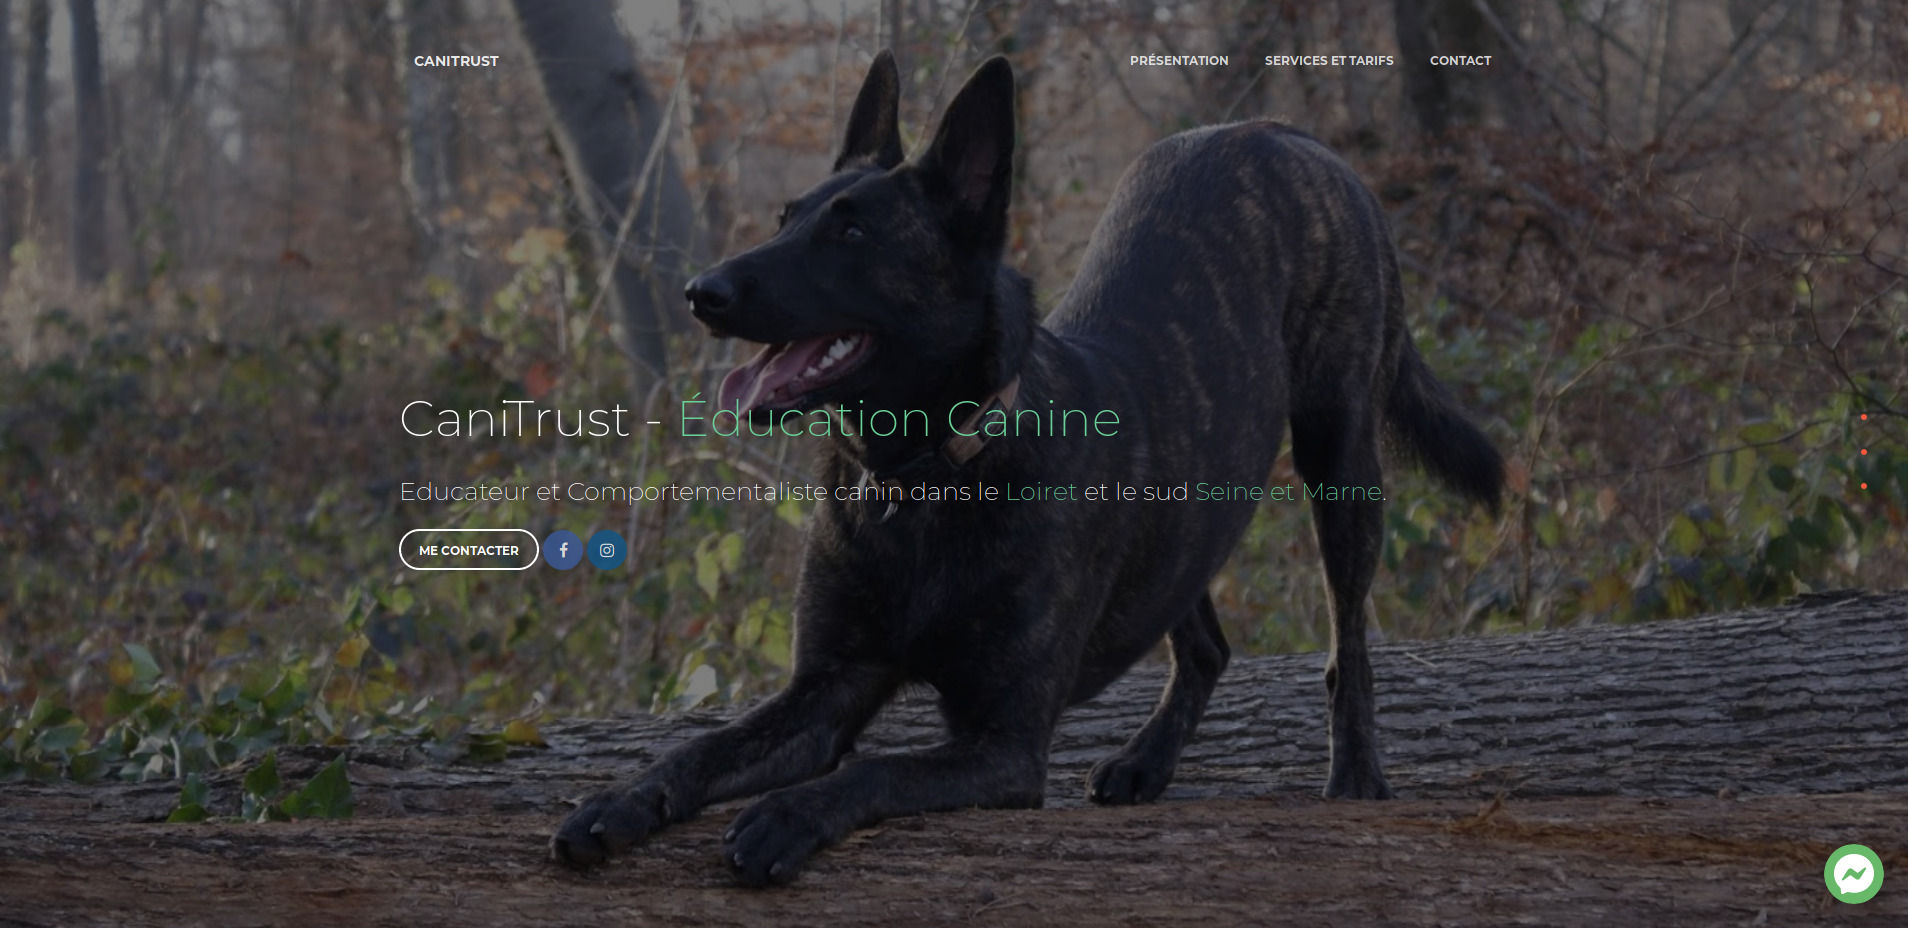 CANITRUST
PRÉSENTATION
SERVICES ET TARIFS
CONTACT
CaniTrust - Éducation Canine
Educateur et Comportementaliste canin dans le Loiret et le sud Seine et Marne.
ME CONTACTER